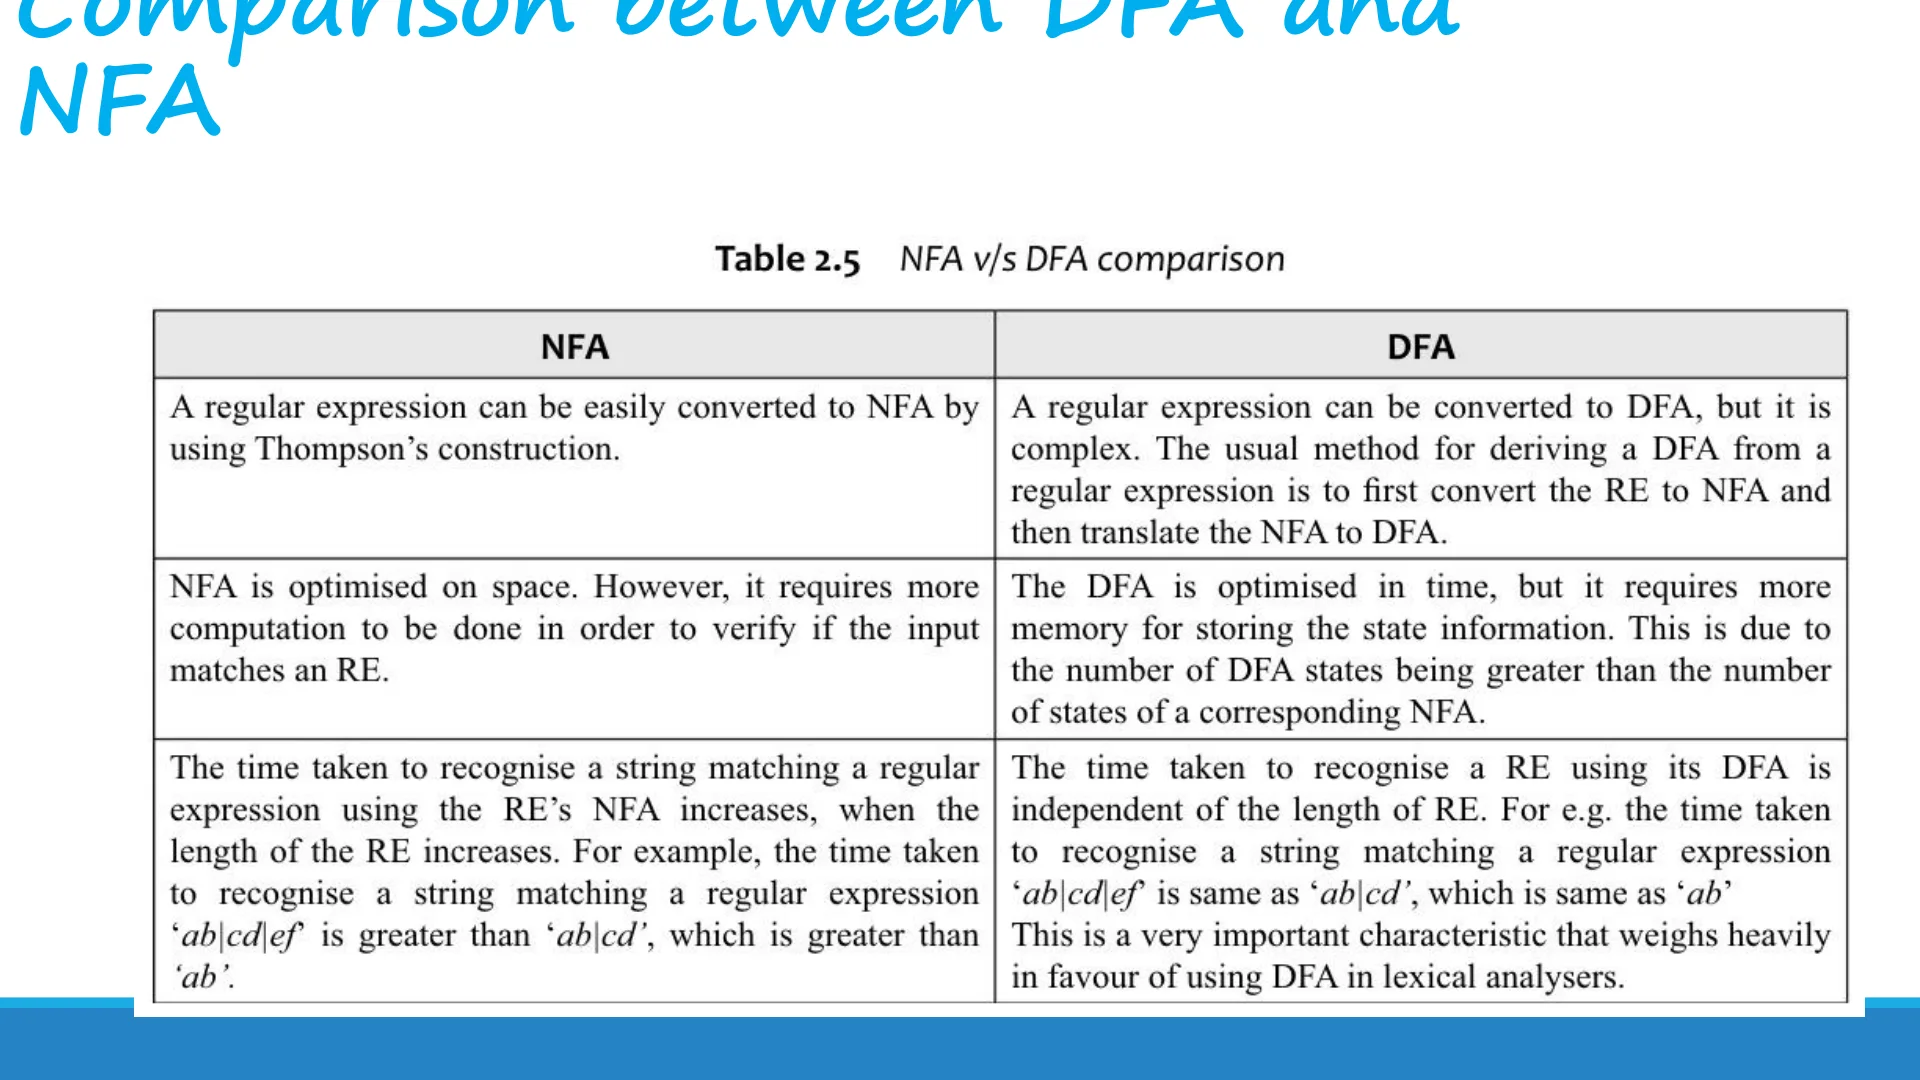 Comparison between DFA and
NFA
Table 2.5 NFA v/s DFA comparison
NFA
DFA
A regular expression can be easily converted to NFA by
using Thompson’s construction.
A regular expression can be converted to DFA, but it is
complex. The usual method for deriving a DFA from a
regular expression is to first convert the RE to NFA and
then translate the NFA to DFA.
NFA is optimised on space. However, it requires more
computation to be done in order to verify if the input
matches an RE.
The DFA is optimised in time, but it requires more
memory for storing the state information. This is due to
the number of DFA states being greater than the number
of states of a corresponding NFA.
The time taken to recognise a string matching a regular
expression using the RE’s NFA increases, when the
length of the RE increases. For example, the time taken
to recognise a string matching a regular expression
‘ab|cd|ef’ is greater than ‘ab|cd’, which is greater than
‘ab’.
The time taken to recognise a RE using its DFA is
independent of the length of RE. For e.g. the time taken
to recognise a string matching a regular expression
‘ab|cd|ef’ is same as ‘ab|cd’, which is same as ‘ab’
This is a very important characteristic that weighs heavily
in favour of using DFA in lexical analysers.